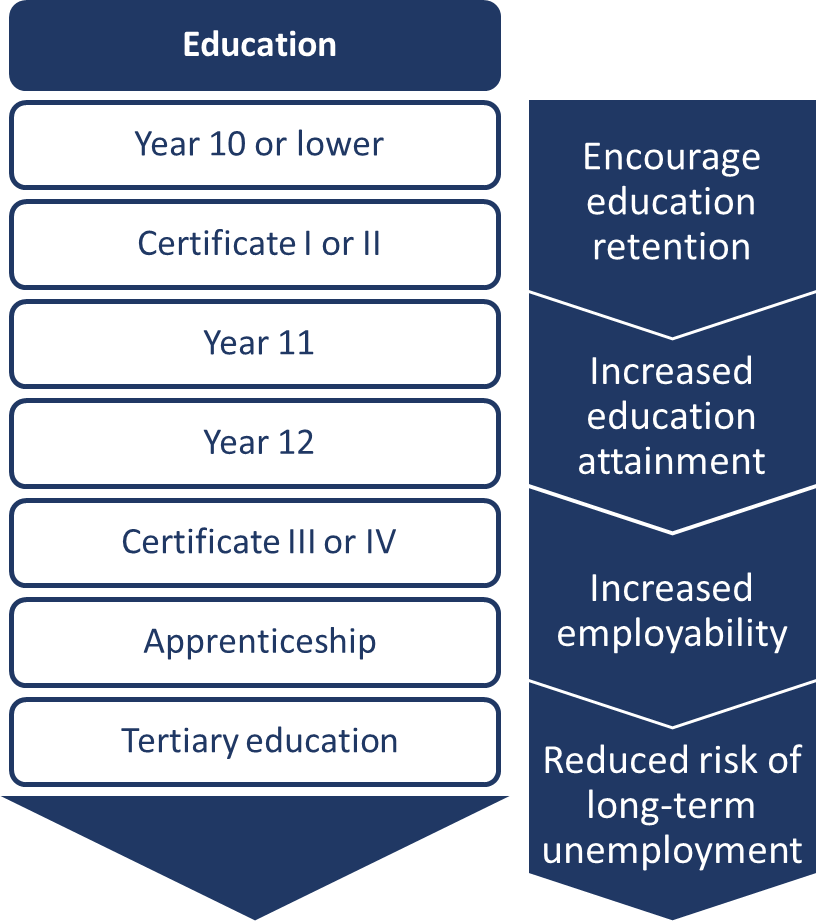 Education
Year 10 or lower
Certificate I or II
Year 11
Year 12
Certificate III or IV
Apprenticeship
Tertiary education
Encourage
education
retention
Increased
education
attainment
Increased
employability
Reduced risk of
long-term
unemployment